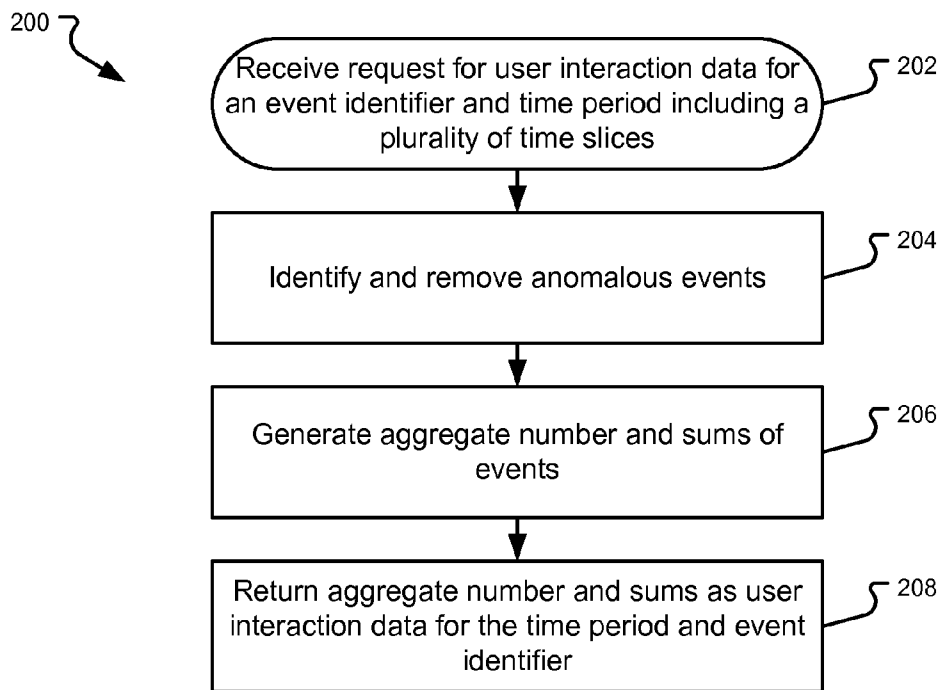 200
Receive request for user interaction data for
an event identifier and time period including a
plurality of time slices
202
Identify and remove anomalous events
204
Generate aggregate number and sums of
events
206
Return aggregate number and sums as user
interaction data for the time period and event
identifier
208